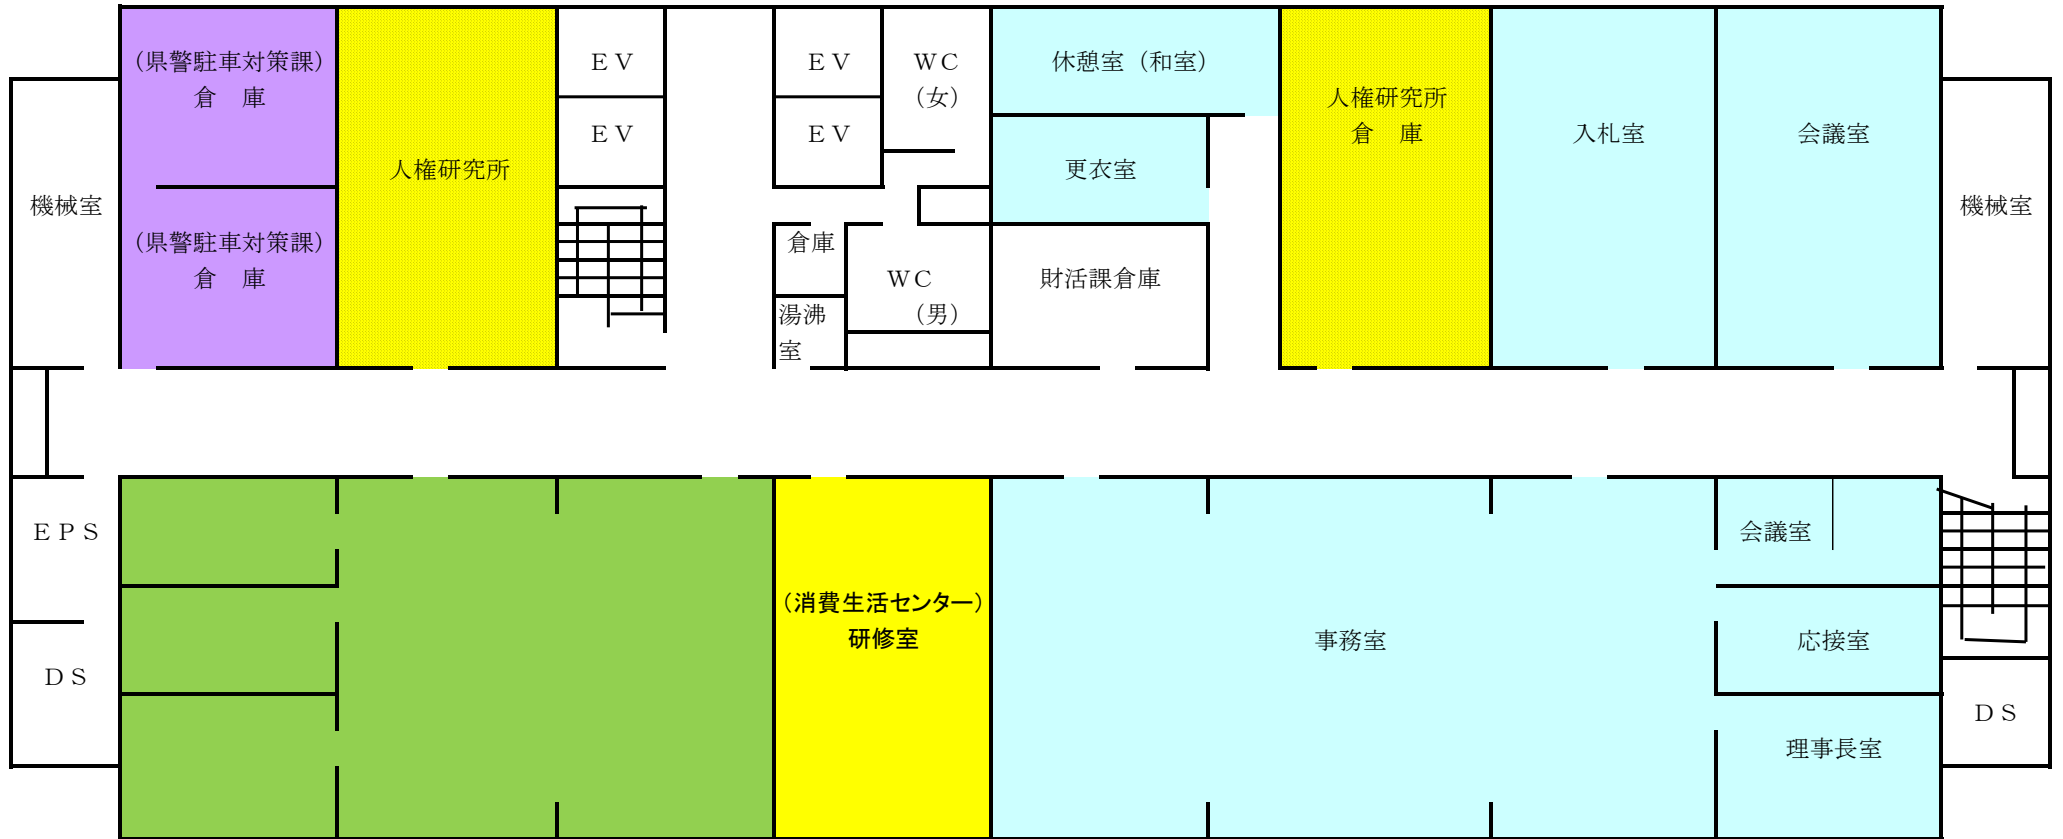 (県警駐車対策課)
倉　庫
人権研究所
ＥＶ
ＥＶ
ＥＶ
ＥＶ
ＷＣ
（女）
休憩室（和室）
更衣室
人権研究所
倉　庫
入札室
会議室
機械室
(県警駐車対策課)
倉　庫
倉庫
湯沸
室
ＷＣ
（男）
財活課倉庫
機械室
ＥＰＳ
ＤＳ
(消費生活センター)
研修室
事務室
会議室
応接室
理事長室
ＤＳ